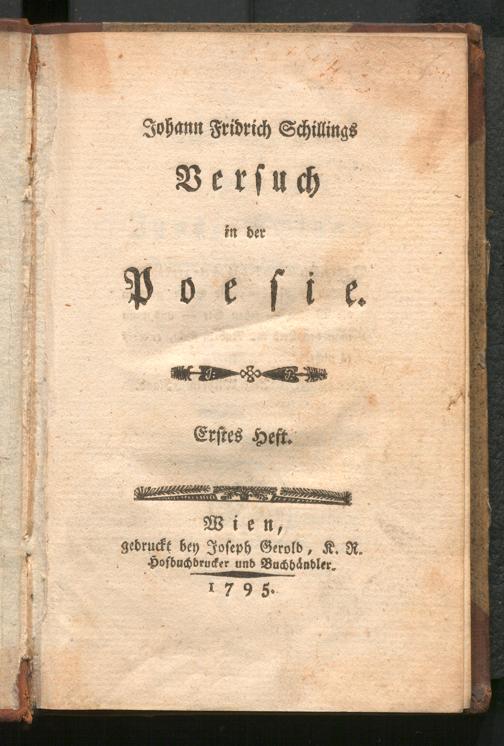 Johann Fridrich Schillings
Versuch
in der
Poesie.
Erstes Heft.
Wien,
gedruckt bey Joseph Gerold, K. R.
Hofbuchdrucker und Buchhändler.
1795.